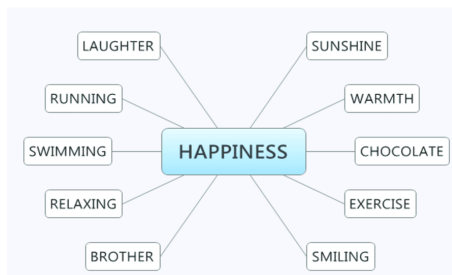 LAUGHTER
SUNSHINE
RUNNING
WARMTH
SWIMMING
HAPPINESS
CHOCOLATE
RELAXING
EXERCISE
BROTHER
SMILING